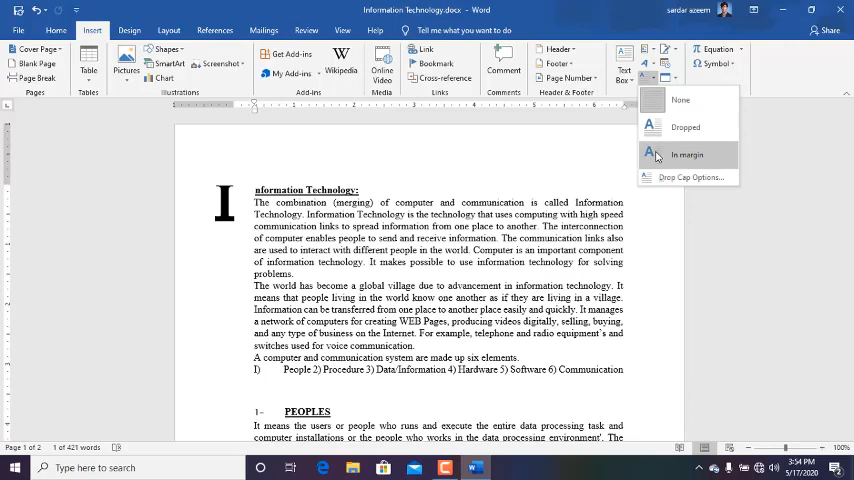 Information Technology.docx - Word
sardar azeem
File Home Insert Design Layout References Mailings Review View Help Tell me what you want to do Share
Cover Page
Blank Page
Page Break
Pages
Table
Tables
Pictures
Shapes
SmartArt
Chart
Screenshot
Illustrations
Get Add-ins
My Add-ins
Wikipedia
Add-ins
Online
Video
Media
Link
Bookmark
Cross-reference
Links
Comment
Comments
Header
Footer
Page Number
Header & Footer
Text
Box
Equation
Symbol
None
Dropped
In margin
Drop Cap Options...
Information Technology:
The combination (merging) of computer and communication is called Information
Technology. Information Technology is the technology that uses computing with high speed
communication links to spread information from one place to another. The interconnection
of computer enables people to send and receive information. The communication links also
are used to interact with different people in the world. Computer is an important component
of information technology. It makes possible to use information technology for solving
problems.
The world has become a global village due to advancement in information technology. It
means that people living in the world know one another as if they are living in a village.
Information can be transferred from one place to another place easily and quickly. It manages
a network of computers for creating WEB Pages, producing videos digitally, selling, buying,
and any type of business on the Internet. For example, telephone and radio equipment's and
switches used for voice communication.
A computer and communication system are made up six elements.
I) People 2) Procedure 3) Data/Information 4) Hardware 5) Software 6) Communication
1- PEOPLES
It means the users or people who runs and execute the entire data processing task and
computer installations or the people who works in the data processing environment'. The
Page 1 of 2 1 of 421 words 100%
Type here to search
3:54 PM
5/17/2020